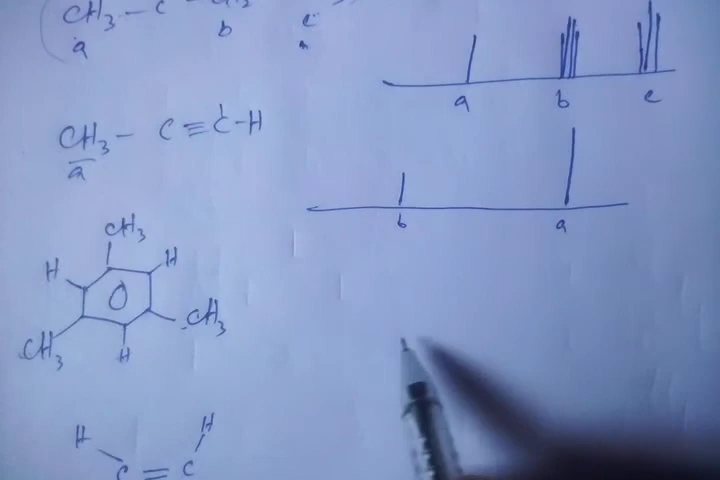 CH3 - C -
a b c
a b c
CH3 - C ≡ C - H
a
b a
CH3
H H
CH3 CH3
H
H H
C = C